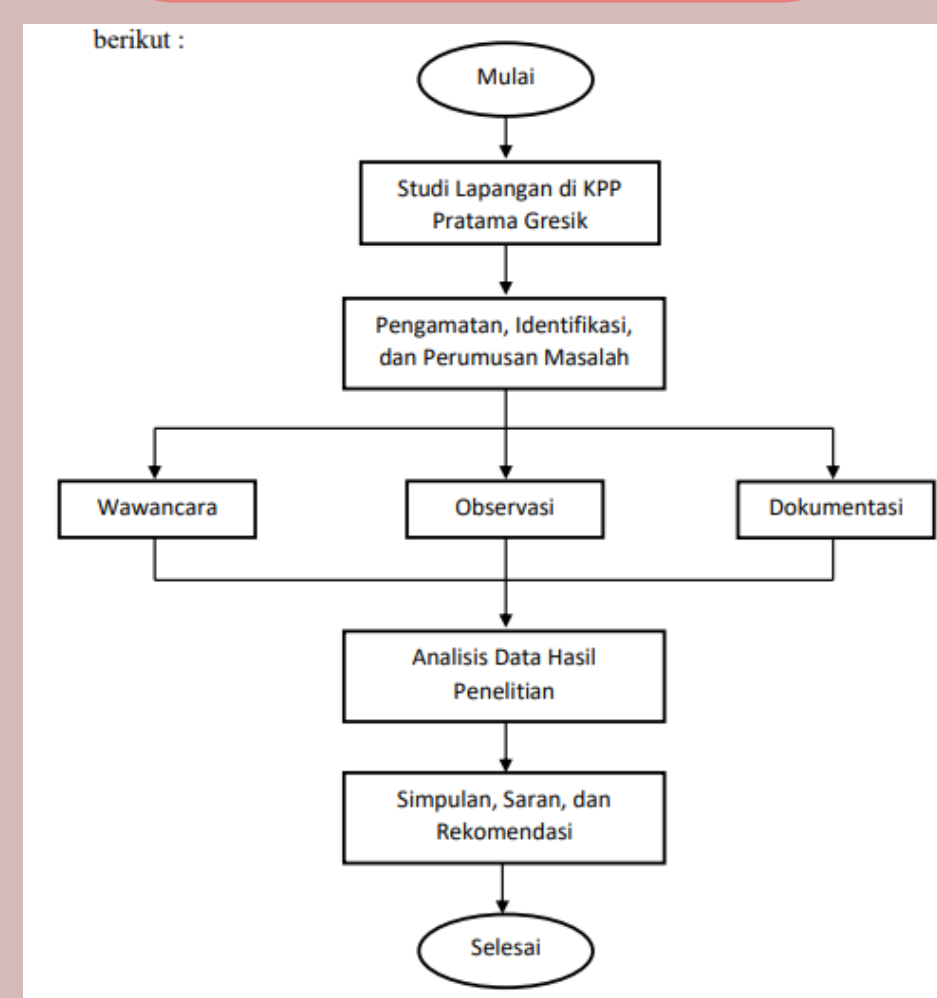 berikut :
Mulai
Studi Lapangan di KPP
Pratama Gresik
Pengamatan, Identifikasi,
dan Perumusan Masalah
Wawancara
Observasi
Dokumentasi
Analisis Data Hasil
Penelitian
Simpulan, Saran, dan
Rekomendasi
Selesai